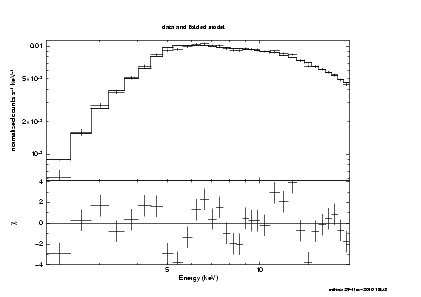 data and folded model
normalized counts s⁻¹ keV⁻¹
0.01
5×10⁻³
2×10⁻³
10⁻³
χ
4
2
0
−2
−4
5
10
Energy (keV)